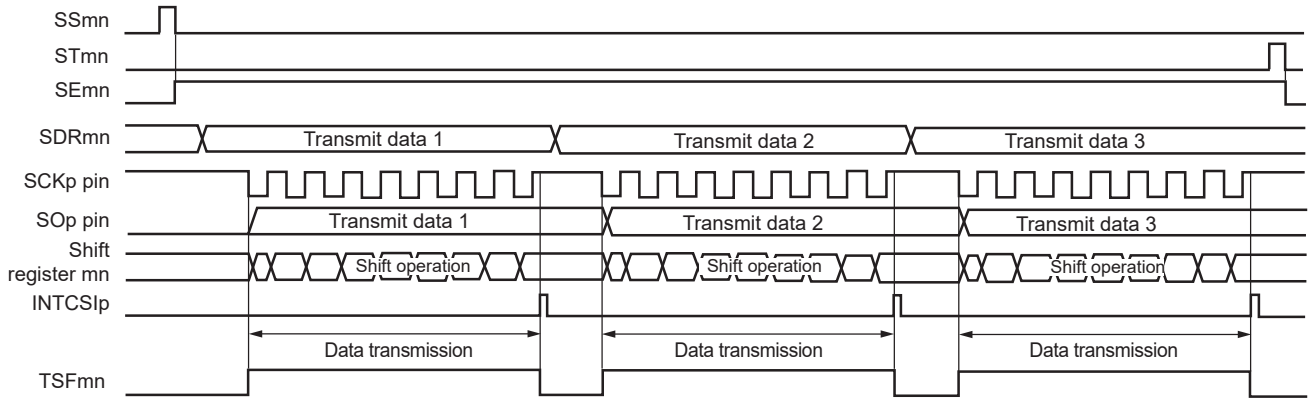 SSmn
STmn
SEmn
SDRmn Transmit data 1 Transmit data 2 Transmit data 3
SCKp pin
SOp pin Transmit data 1 Transmit data 2 Transmit data 3
Shift
register mn Shift operation Shift operation Shift operation
INTCSIp
Data transmission Data transmission Data transmission
TSFmn